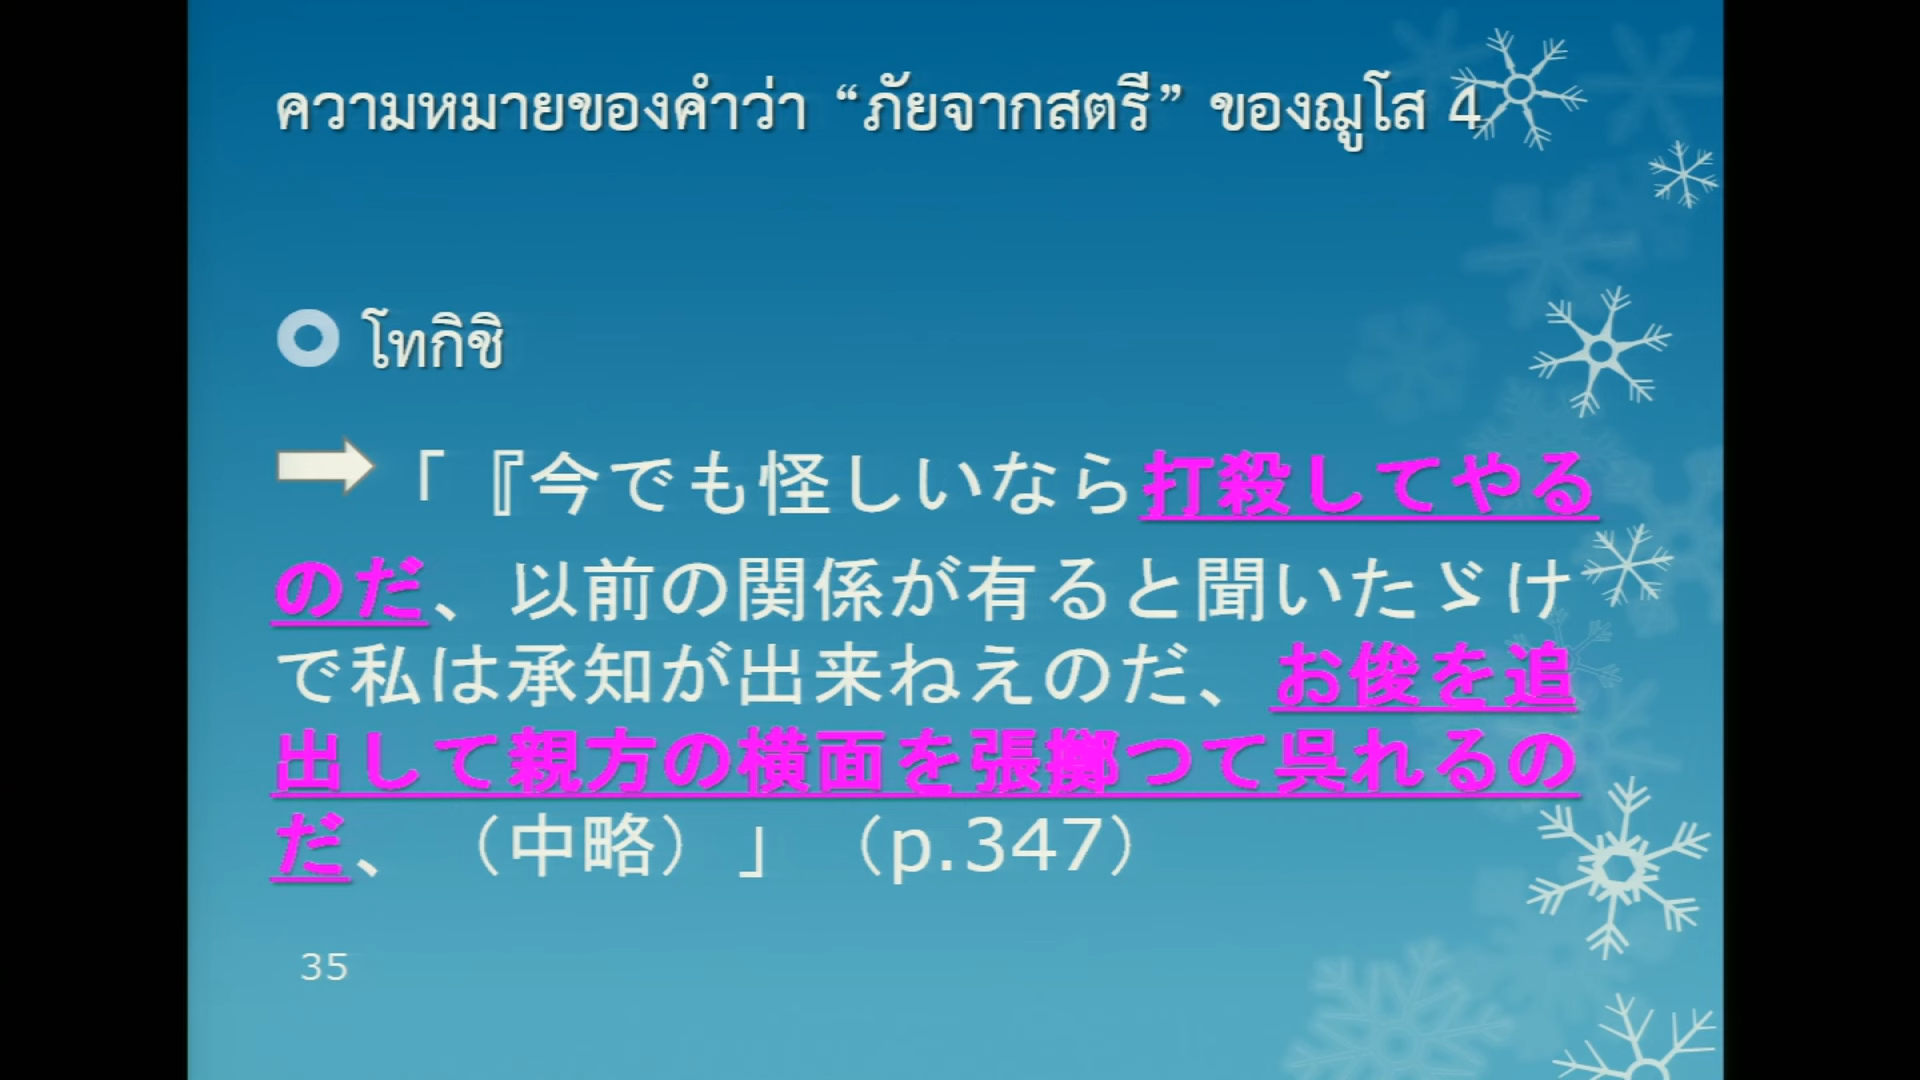 ความหมายของคำว่า “ภัยจากสตรี” ของฌูโส 4
โทกิชิ
「『今でも怪しいなら打殺してやる
のだ、以前の関係が有ると聞いたゞけ
で私は承知が出来ねえのだ、お俊を追
出して親方の横面を張擲つて呉れるの
だ、（中略）」（p.347）
35